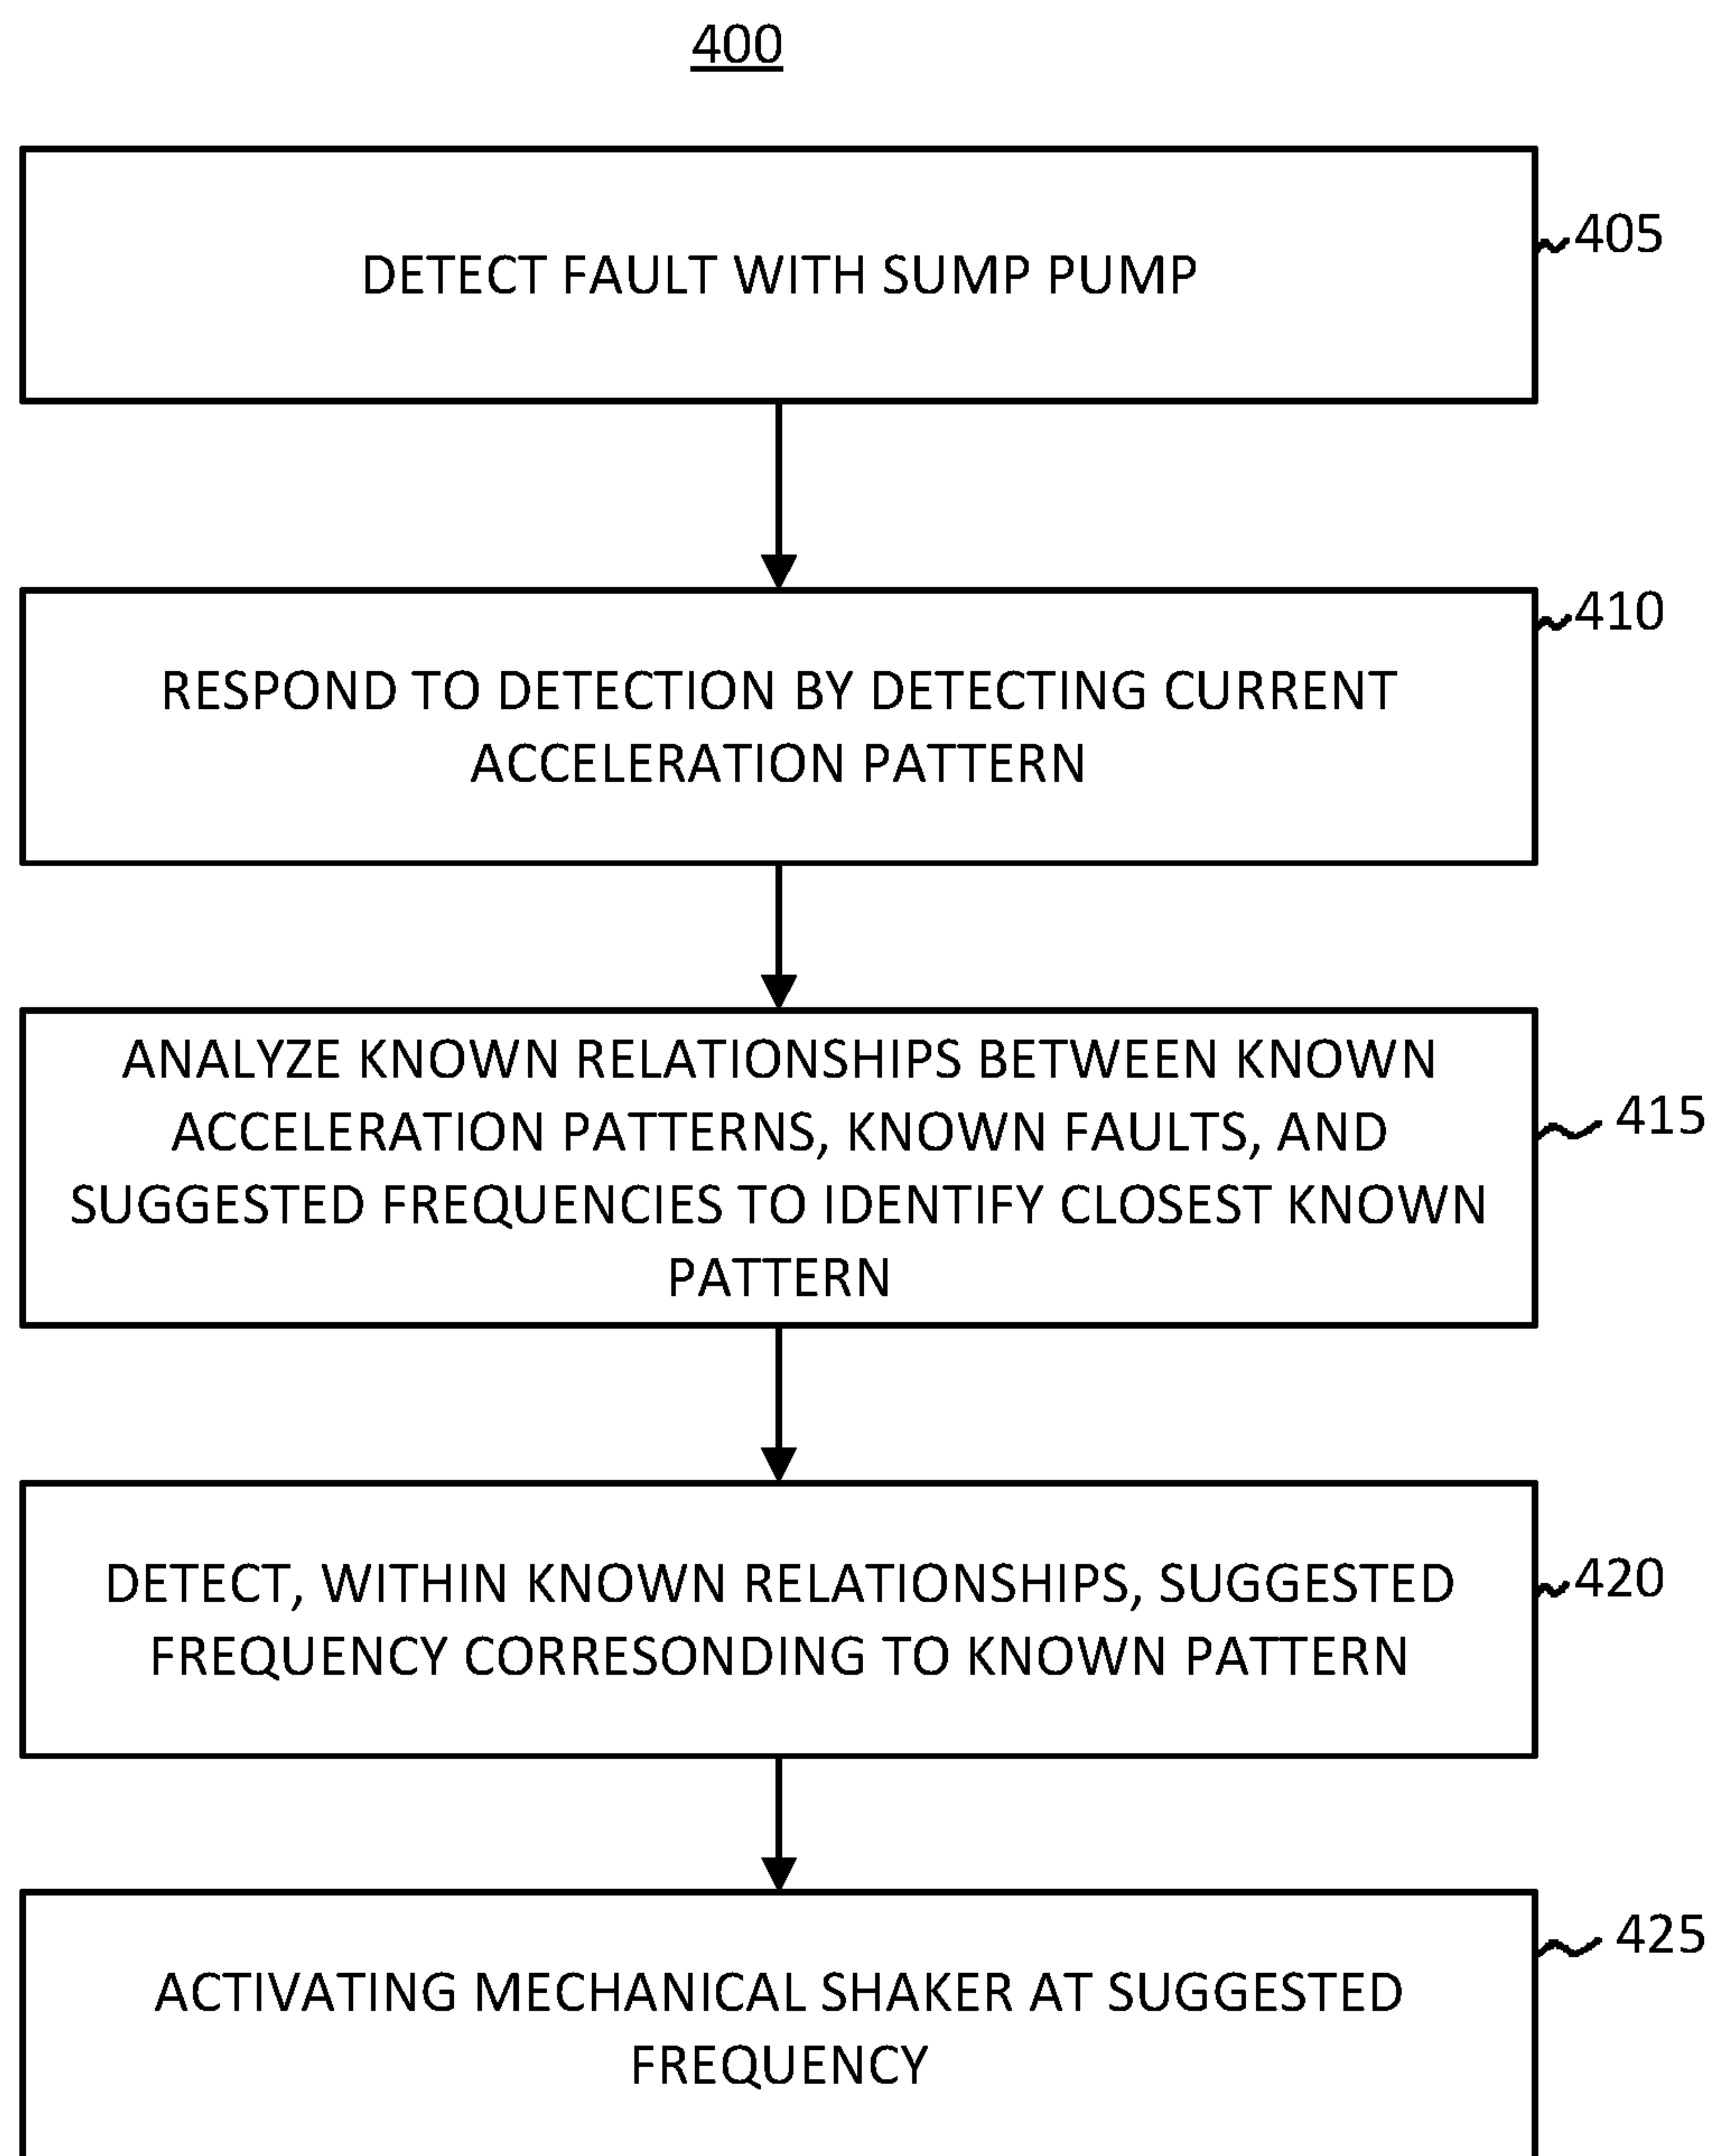 400
DETECT FAULT WITH SUMP PUMP
405
RESPOND TO DETECTION BY DETECTING CURRENT
ACCELERATION PATTERN
410
ANALYZE KNOWN RELATIONSHIPS BETWEEN KNOWN
ACCELERATION PATTERNS, KNOWN FAULTS, AND
SUGGESTED FREQUENCIES TO IDENTIFY CLOSEST KNOWN
PATTERN
415
DETECT, WITHIN KNOWN RELATIONSHIPS, SUGGESTED
FREQUENCY CORRESONDING TO KNOWN PATTERN
420
ACTIVATING MECHANICAL SHAKER AT SUGGESTED
FREQUENCY
425